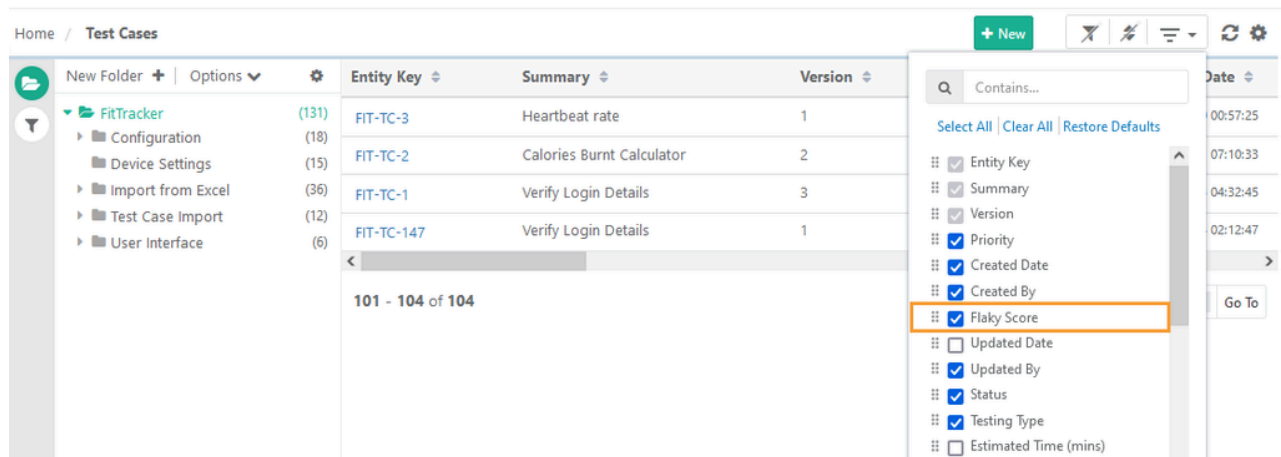 Home / Test Cases
+ New
New Folder + | Options
Entity Key
Summary
Version
Date
FitTracker (131)
Configuration (18)
Device Settings (15)
Import from Excel (36)
Test Case Import (12)
User Interface (6)
FIT-TC-3 Heartbeat rate 1 00:57:25
FIT-TC-2 Calories Burnt Calculator 2 07:10:33
FIT-TC-1 Verify Login Details 3 04:32:45
FIT-TC-147 Verify Login Details 1 02:12:47
101 - 104 of 104
Go To
Contains...
Select All | Clear All | Restore Defaults
Entity Key
Summary
Version
Priority
Created Date
Created By
Flaky Score
Updated Date
Updated By
Status
Testing Type
Estimated Time (mins)